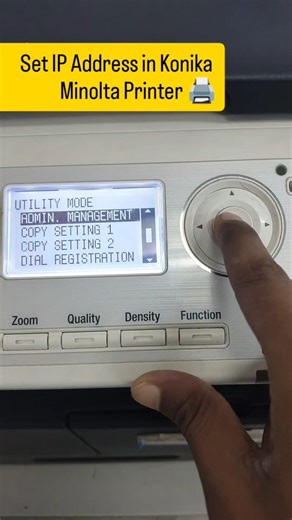 Set IP Address in Konika
Minolta Printer 🖨️
UTILITY MODE
ADMIN. MANAGEMENT
COPY SETTING 1
COPY SETTING 2
DIAL REGISTRATION
Zoom Quality Density Function